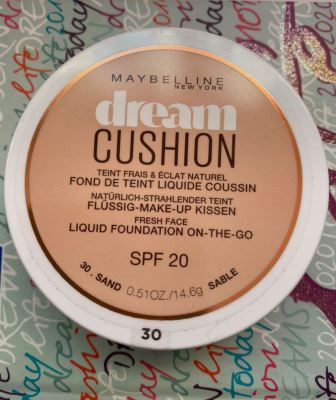 MAYBELLINE
NEW YORK
dream
CUSHION
TEINT FRAIS & ÉCLAT NATUREL
FOND DE TEINT LIQUIDE COUSSIN
NATÜRLICH-STRAHLENDER TEINT
FLÜSSIG-MAKE-UP KISSEN
FRESH FACE
LIQUID FOUNDATION ON-THE-GO
SPF 20
30 . SAND 0.51OZ./14.6g SABLE
30